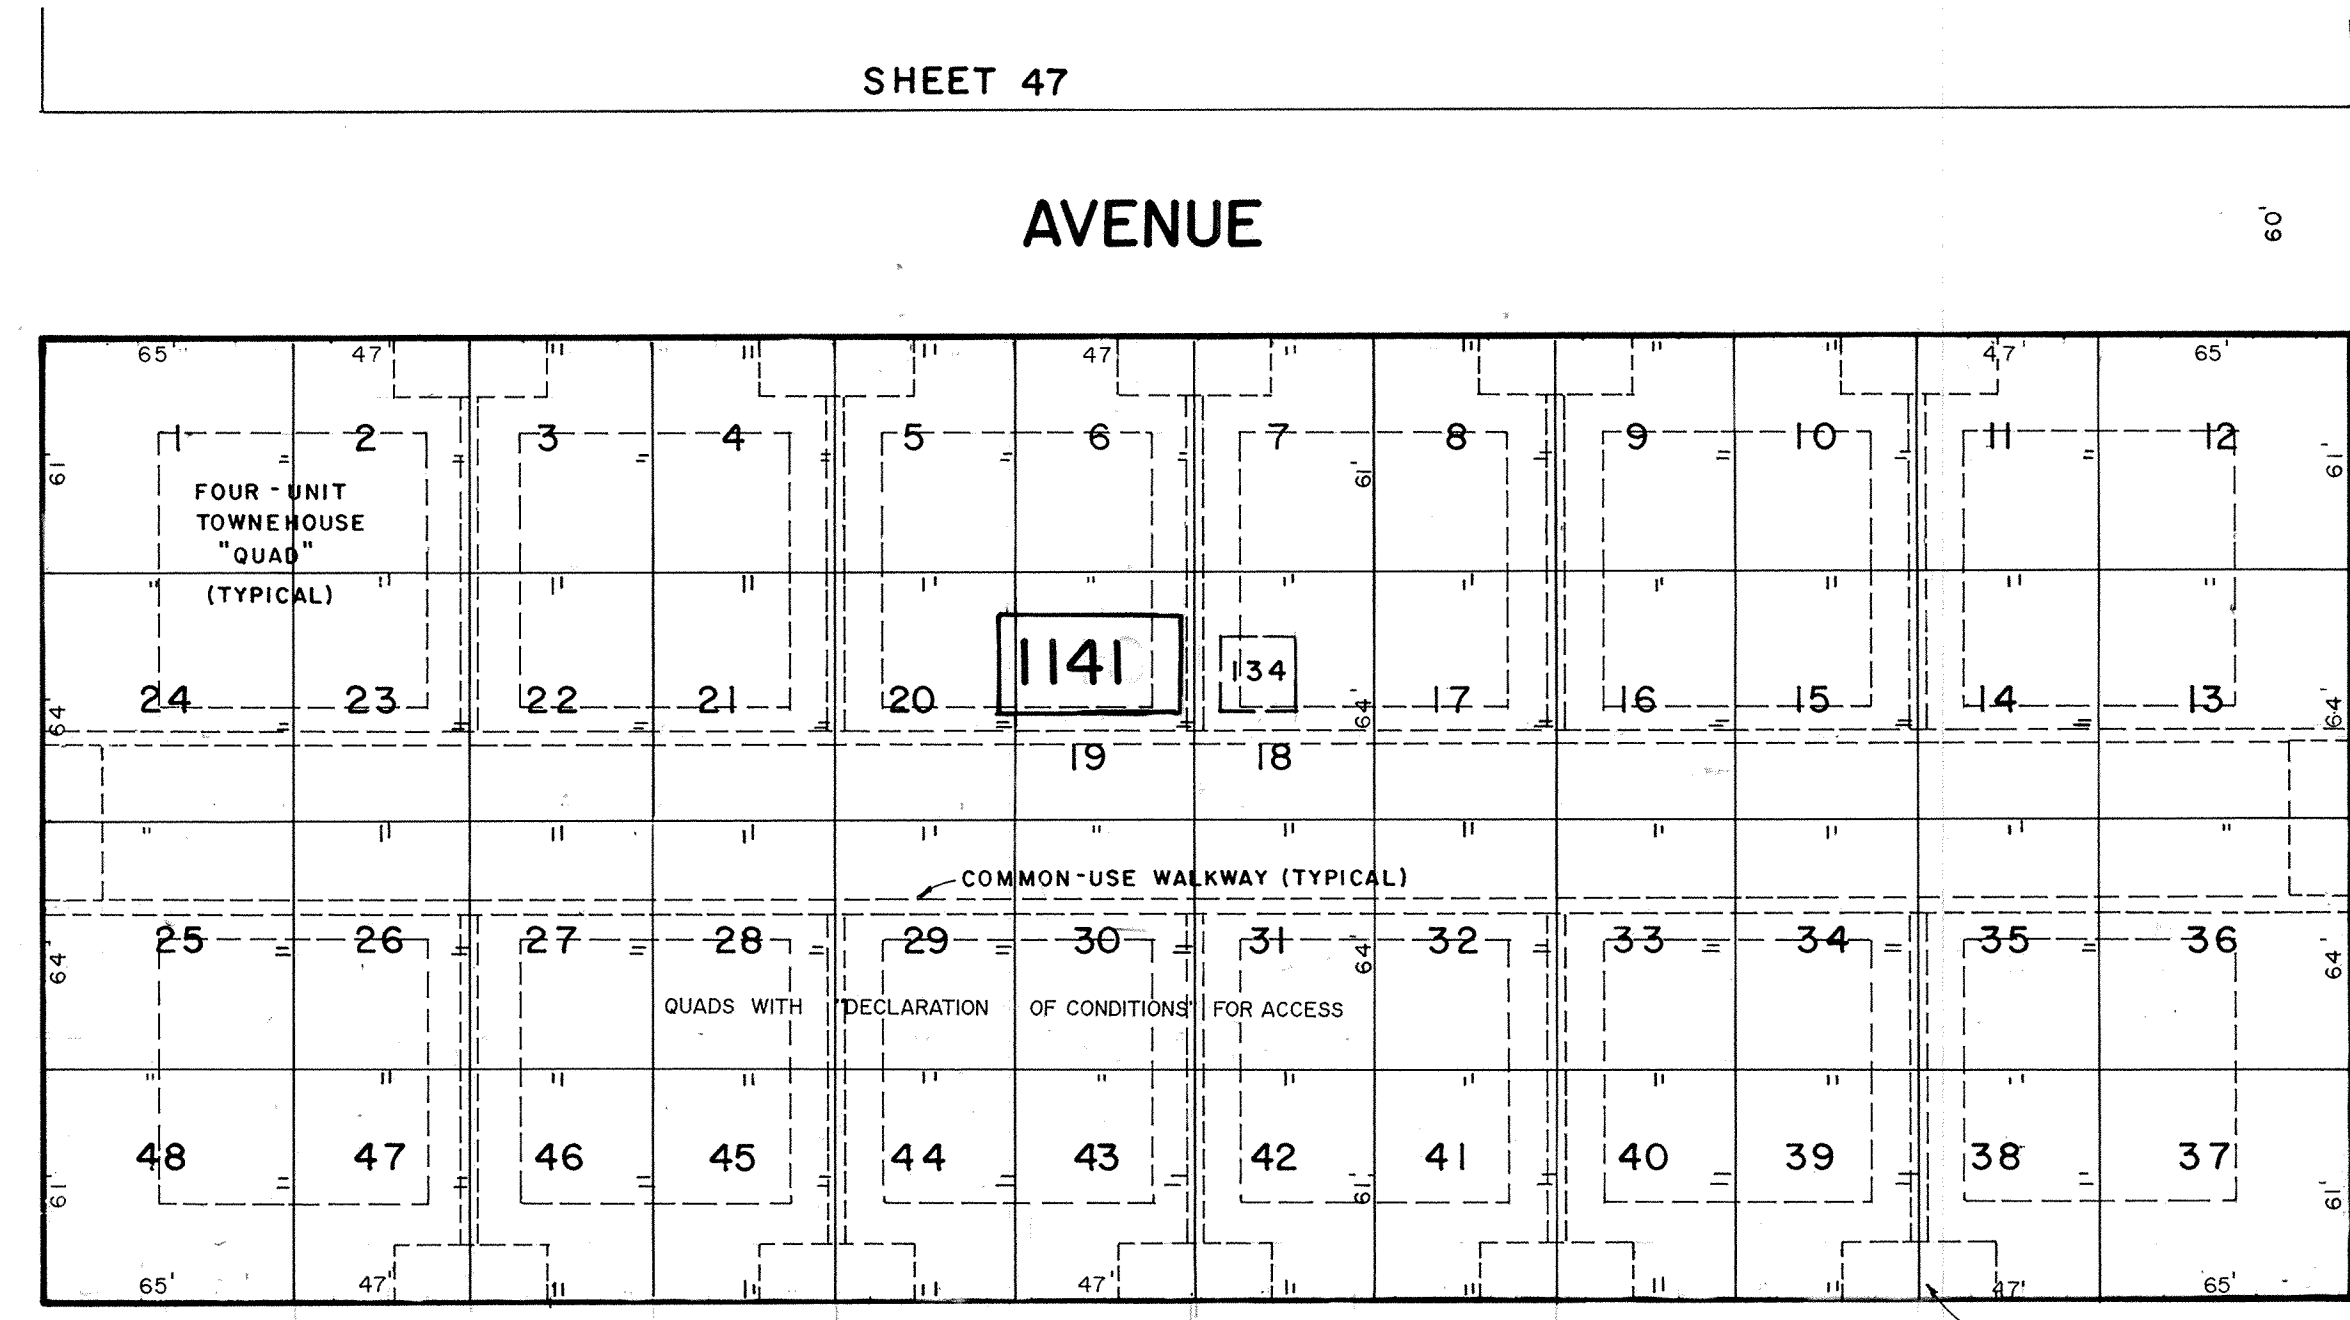 SHEET 47
AVENUE
60'
65' 47' " " " 47 " " " " 47' 65'
1 2 3 4 5 6 7 8 9 10 11 12
61' 61' 61'
FOUR-UNIT
TOWNEHOUSE
"QUAD"
(TYPICAL)
" " " " " " " " " " " "
1141 134
24 23 22 21 20 17 16 15 14 13
64' 64' 64'
19 18
" " " " " " " " " " " "
COMMON-USE WALKWAY (TYPICAL)
25 26 27 28 29 30 31 32 33 34 35 36
64' 64' 64'
QUADS WITH "DECLARATION OF CONDITIONS" FOR ACCESS
" " " " " " " " " " " "
48 47 46 45 44 43 42 41 40 39 38 37
61' 61' 61'
65' 47' " " " 47' " " " " 47' 65'